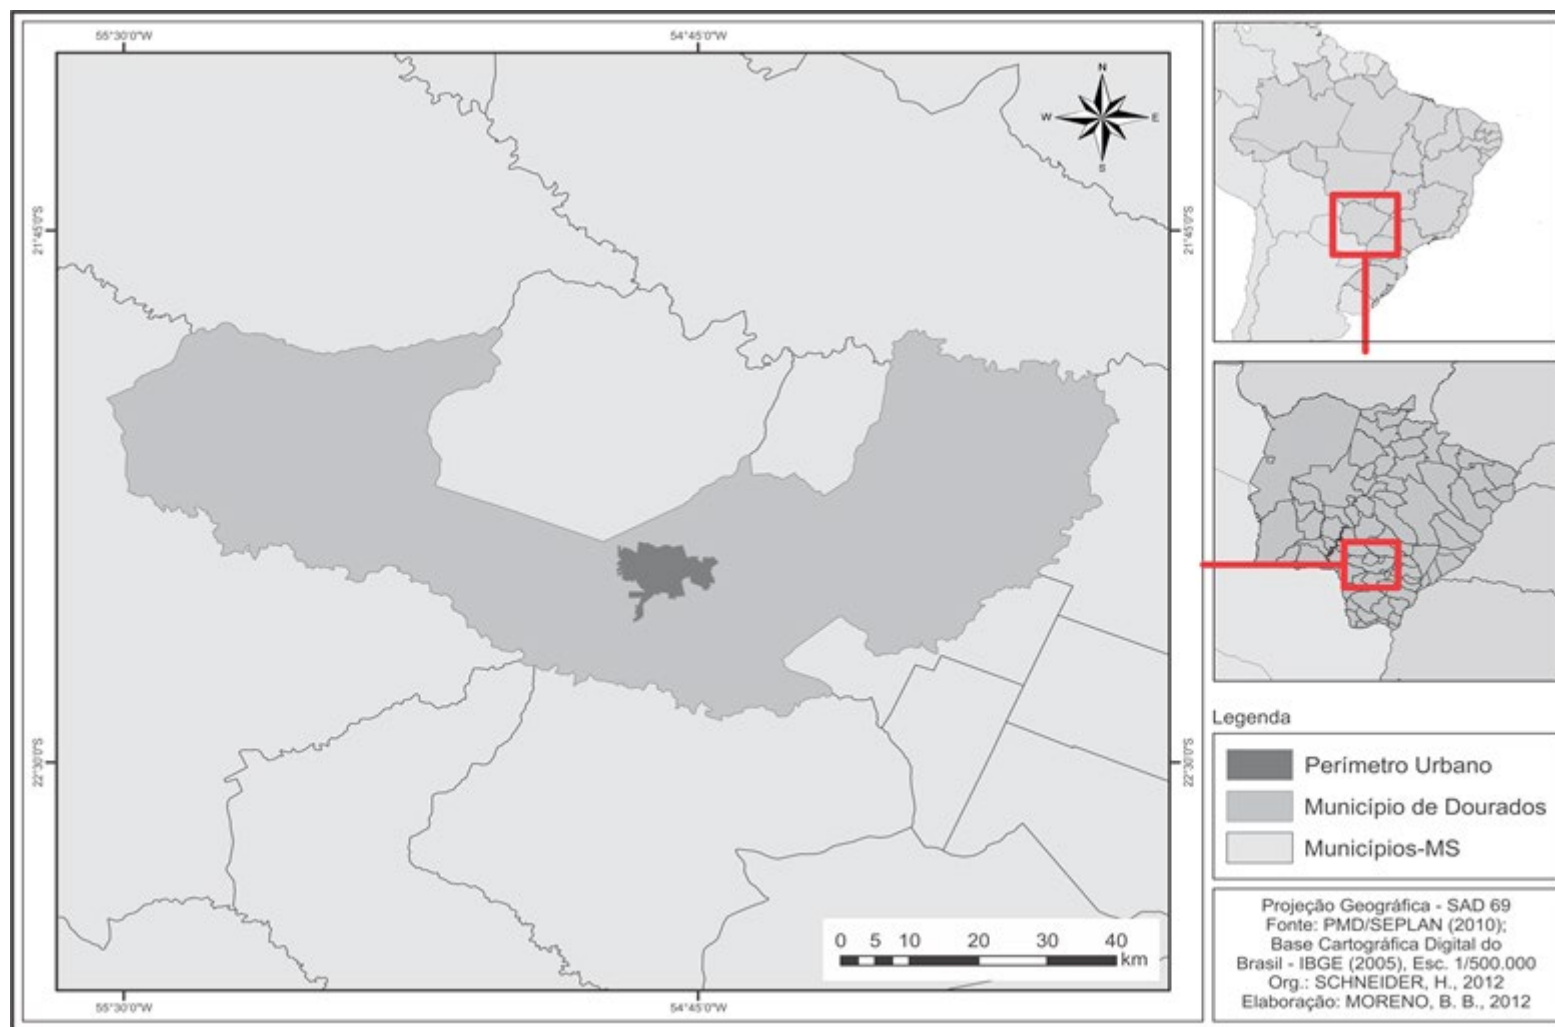 55°30'0"W
54°45'0"W
N
W
E
S
21°45'0"S
21°45'0"S
22°30'0"S
22°30'0"S
0 5 10 20 30 40
km
55°30'0"W
54°45'0"W
Legenda
Perímetro Urbano
Município de Dourados
Municípios-MS
Projeção Geográfica - SAD 69
Fonte: PMD/SEPLAN (2010);
Base Cartográfica Digital do
Brasil - IBGE (2005), Esc. 1/500.000
Org.: SCHNEIDER, H., 2012
Elaboração: MORENO, B. B., 2012